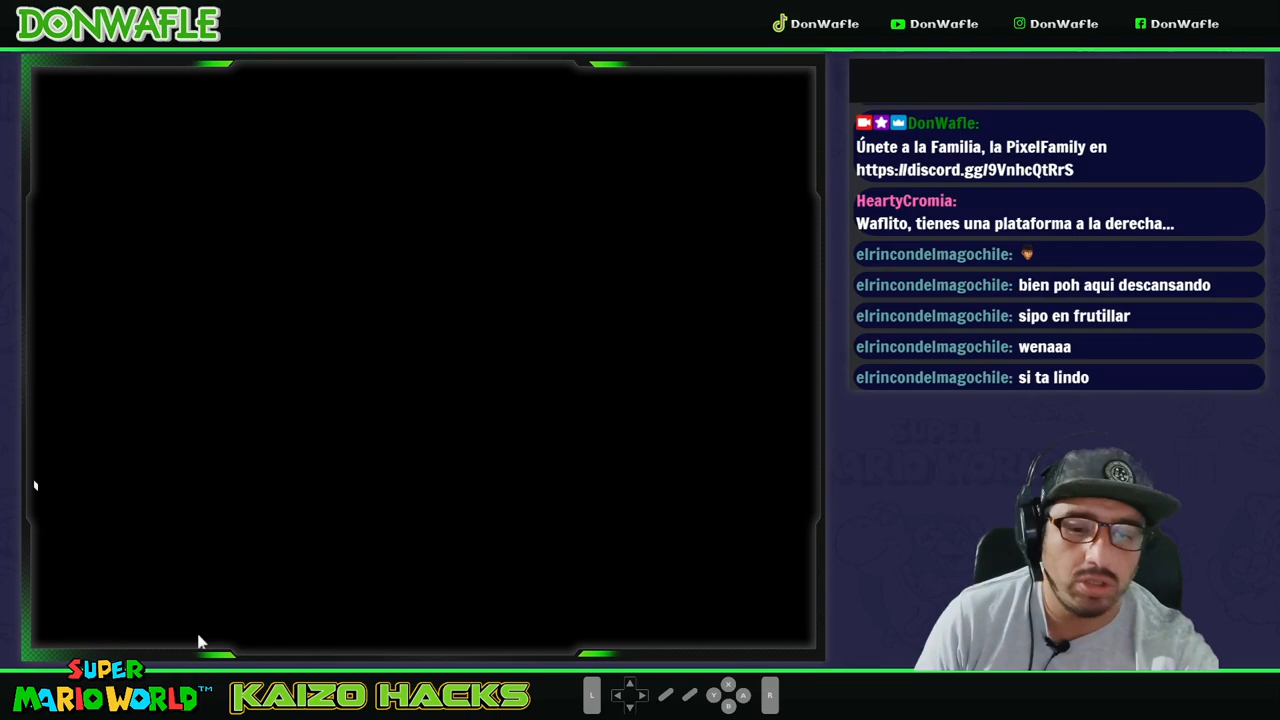 DONWAFLE
DonWafle
DonWafle
DonWafle
DonWafle
DonWafle:
Únete a la Familia, la PixelFamily en
https://discord.gg/9VnhcQtRrS
HeartyCromia:
Waflito, tienes una plataforma a la derecha...
elrincondelmagochile:
elrincondelmagochile: bien poh aqui descansando
elrincondelmagochile: sipo en frutillar
elrincondelmagochile: wenaaa
elrincondelmagochile: si ta lindo
SUPER
MARIO WORLD™
KAIZO HACKS
L
X
Y
A
B
R